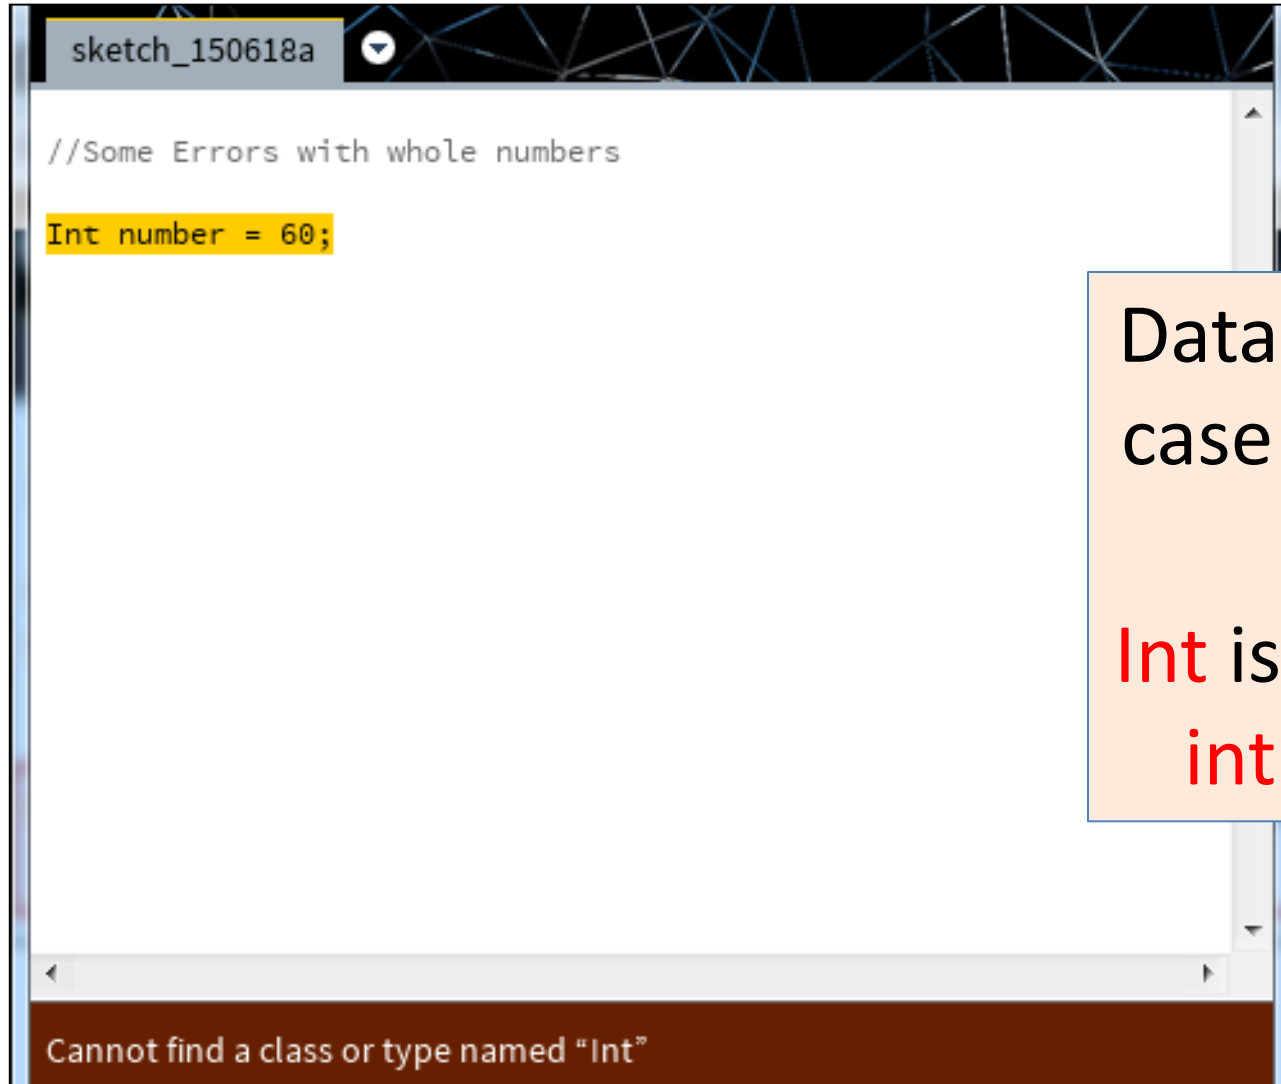 sketch_150618a
//Some Errors with whole numbers
Int number = 60;
Data
case
Int is
int
Cannot find a class or type named “Int”